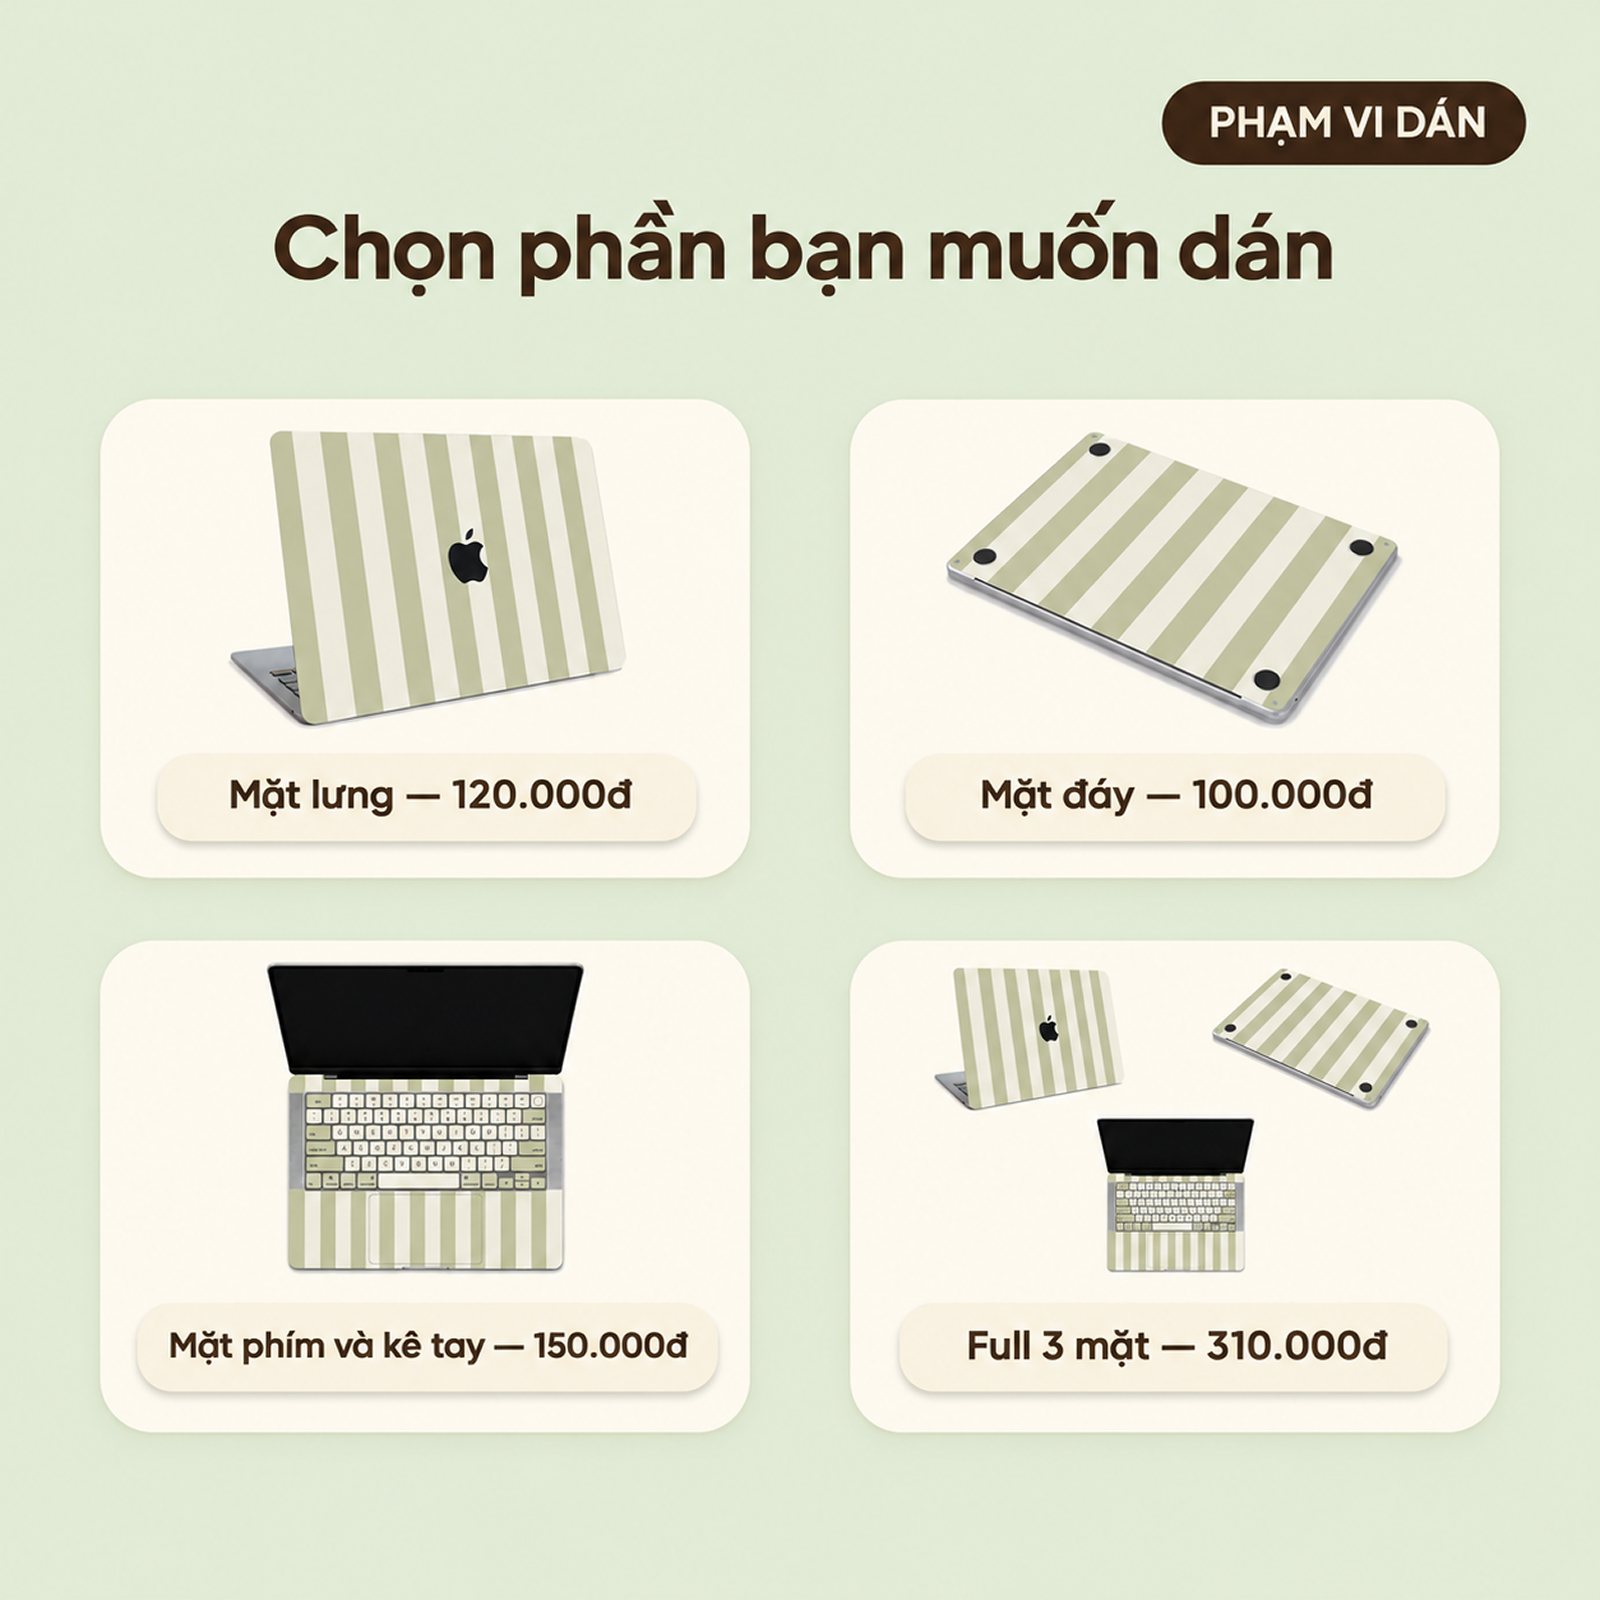 PHẠM VI DÁN
Chọn phần bạn muốn dán
Mặt lưng — 120.000đ
Mặt đáy — 100.000đ
Mặt phím và kê tay — 150.000đ
Full 3 mặt — 310.000đ